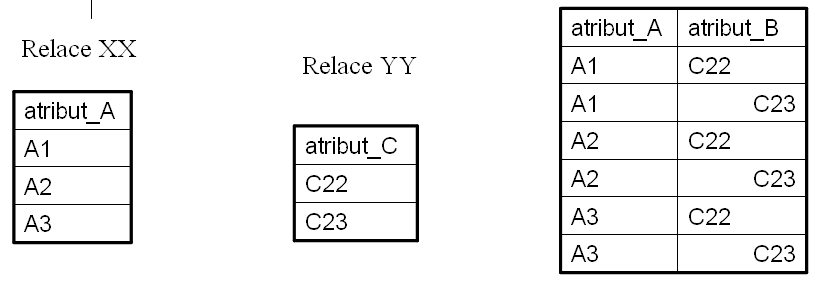 Relace XX
atribut_A
A1
A2
A3
Relace YY
atribut_C
C22
C23
atribut_A atribut_B
A1 C22
A1 C23
A2 C22
A2 C23
A3 C22
A3 C23